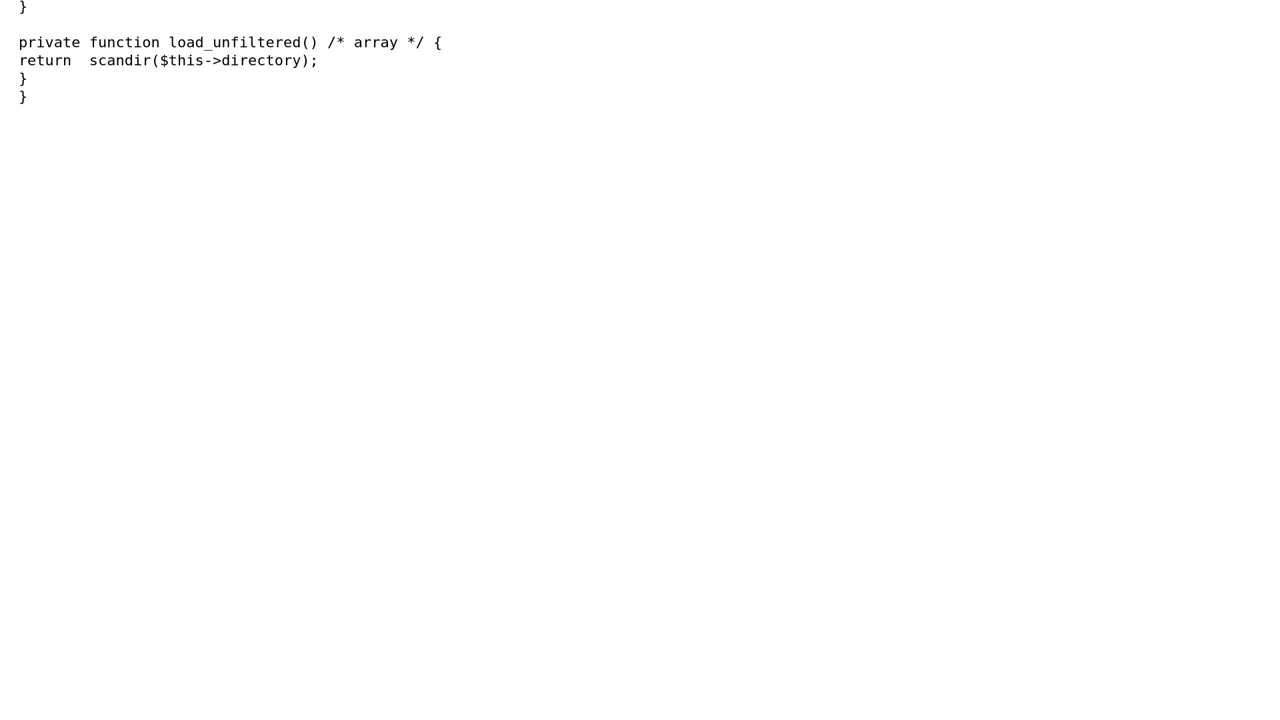 }
private function load_unfiltered() /* array */ {
return  scandir($this->directory);
}
}